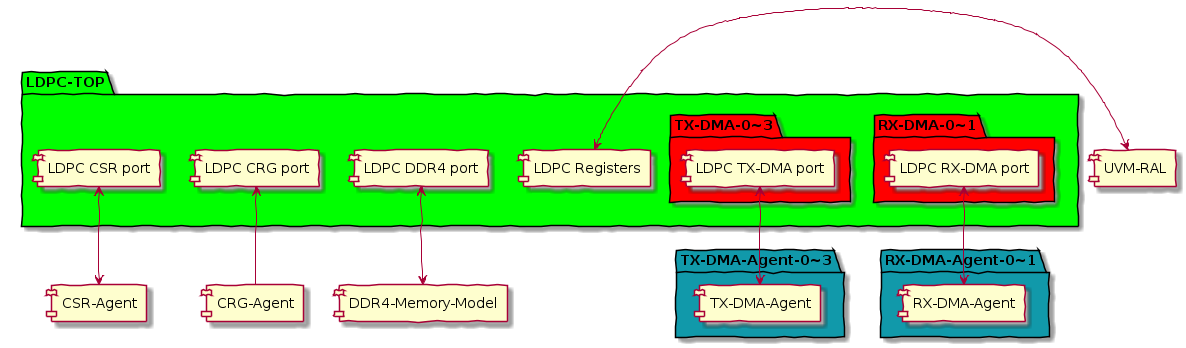 LDPC-TOP
TX-DMA-0~3
RX-DMA-0~1
LDPC CSR port
LDPC CRG port
LDPC DDR4 port
LDPC Registers
LDPC TX-DMA port
LDPC RX-DMA port
UVM-RAL
TX-DMA-Agent-0~3
RX-DMA-Agent-0~1
CSR-Agent
CRG-Agent
DDR4-Memory-Model
TX-DMA-Agent
RX-DMA-Agent